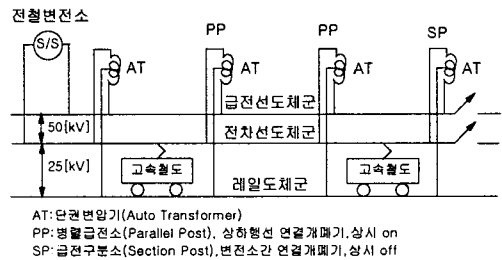 전철변전소
S/S
PP
PP
SP
AT
AT
AT
AT
급전선도체군
50[kV]
전차선도체군
25[kV]
고속철도
레일도체군
고속철도
AT:단권변압기(Auto Transformer)
PP:병렬급전소(Parallel Post), 상하행선 연결개폐기,상시 on
SP:급전구분소(Section Post),변전소간 연결개폐기,상시 off